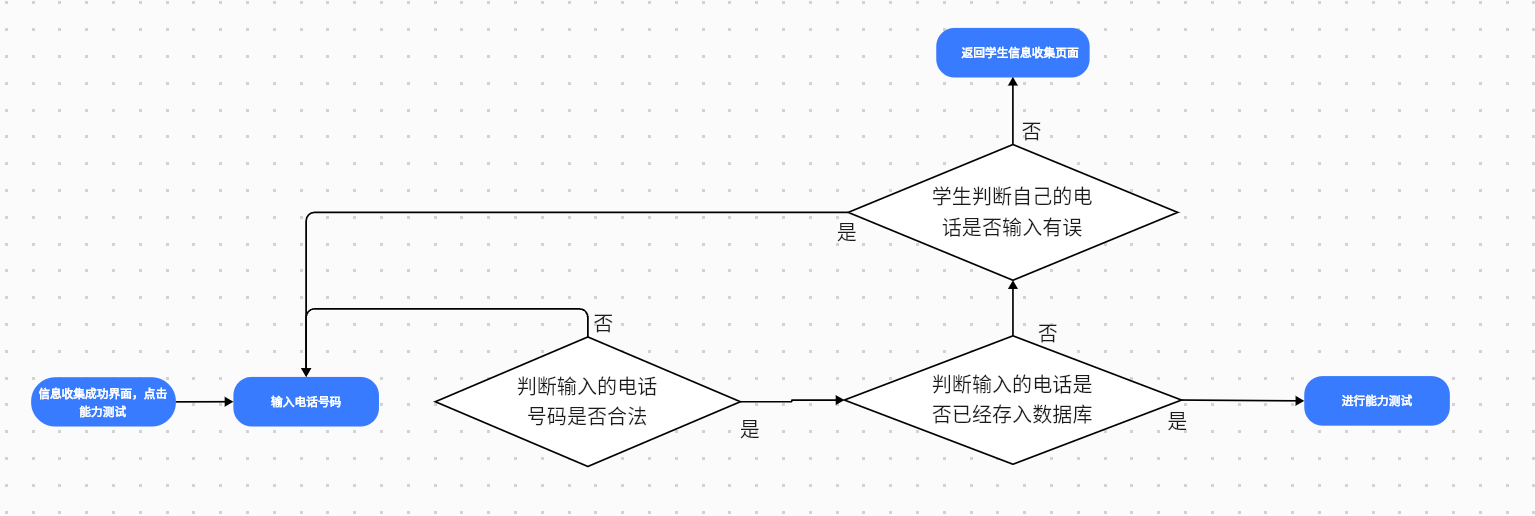 返回学生信息收集页面
否
学生判断自己的电
话是否输入有误
是
否
否
信息收集成功界面，点击
能力测试
输入电话号码
判断输入的电话
号码是否合法
是
判断输入的电话是
否已经存入数据库
是
进行能力测试